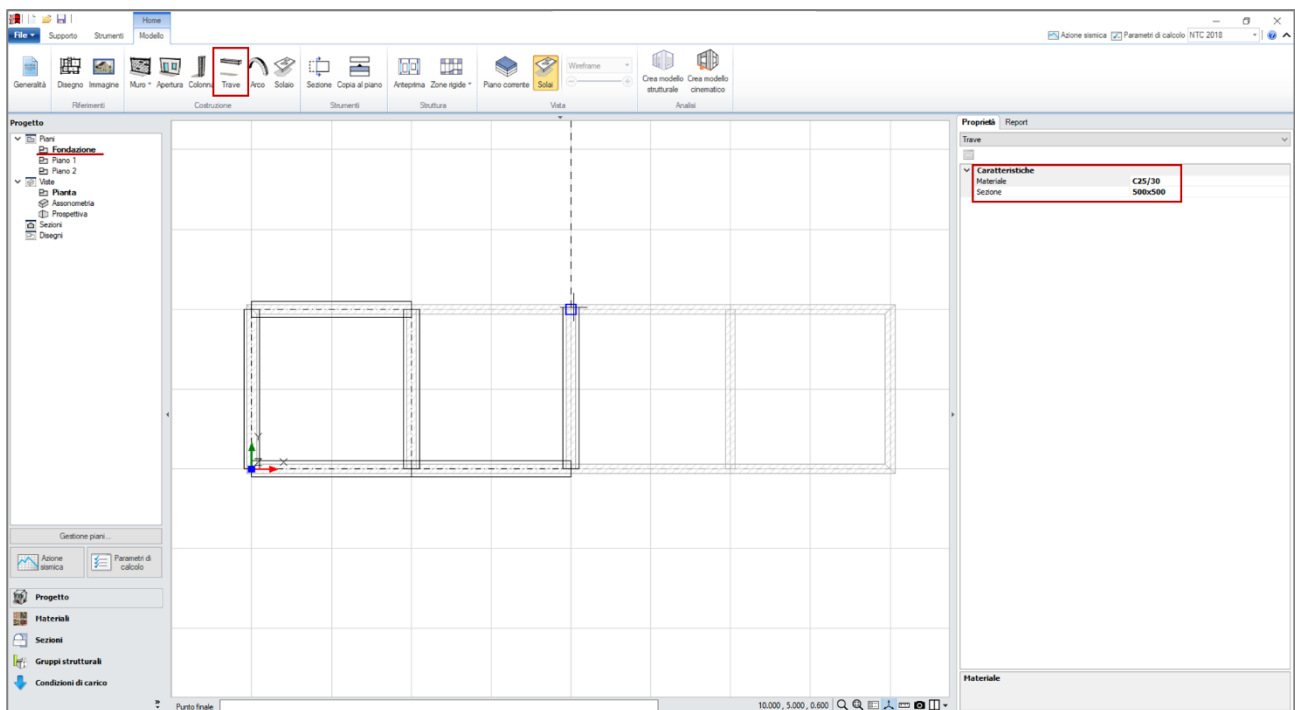 Home
File Supporto Strumenti Modello
Azione sismica Parametri di calcolo NTC 2018
Generalità Disegno Immagine Muro Apertura Colonna Trave Arco Solaio Sezione Copia al piano Anteprima Zone rigide Piano corrente Solai Wireframe Crea modello strutturale Crea modello cinematico
Riferimenti Costruzione Strumenti Struttura Vista Analisi
Progetto
Piani
Fondazione
Piano 1
Piano 2
Viste
Pianta
Assonometria
Prospettiva
Sezioni
Disegni
Gestione piani...
Azione sismica
Parametri di calcolo
Progetto
Materiali
Sezioni
Gruppi strutturali
Condizioni di carico
Y
Z X
Punto finale
10.000 , 5.000 , 0.600
Proprietà Report
Trave
Caratteristiche
Materiale C25/30
Sezione 500x500
Materiale